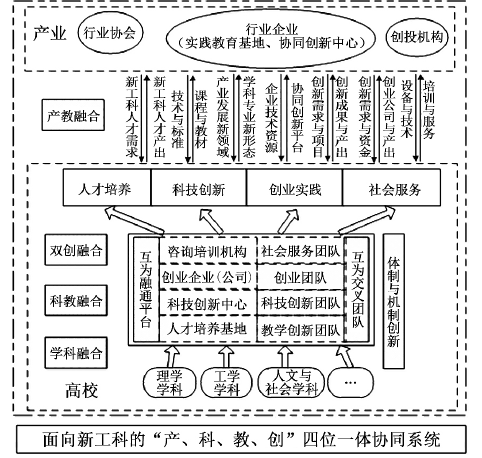 产业
行业协会
行业企业
(实践教育基地、协同创新中心)
创投机构
产教融合
新工科人才需求
新工科人才产出
技术与标准
课程与教材
产业发展新领域
学科专业新形态
企业技术资源
协同创新平台
创新需求与项目
创新成果与产出
创新需求与资金
创业公司与产出
设备与技术
培训与服务
人才培养
科技创新
创业实践
社会服务
双创融合
科教融合
学科融合
互为融通平台
咨询培训机构
社会服务团队
创业企业(公司)
创业团队
科技创新中心
科技创新团队
人才培养基地
教学创新团队
互为交叉团队
体制与机制创新
理学
学科
工学
学科
人文与
社会学科
...
高校
面向新工科的“产、科、教、创”四位一体协同系统